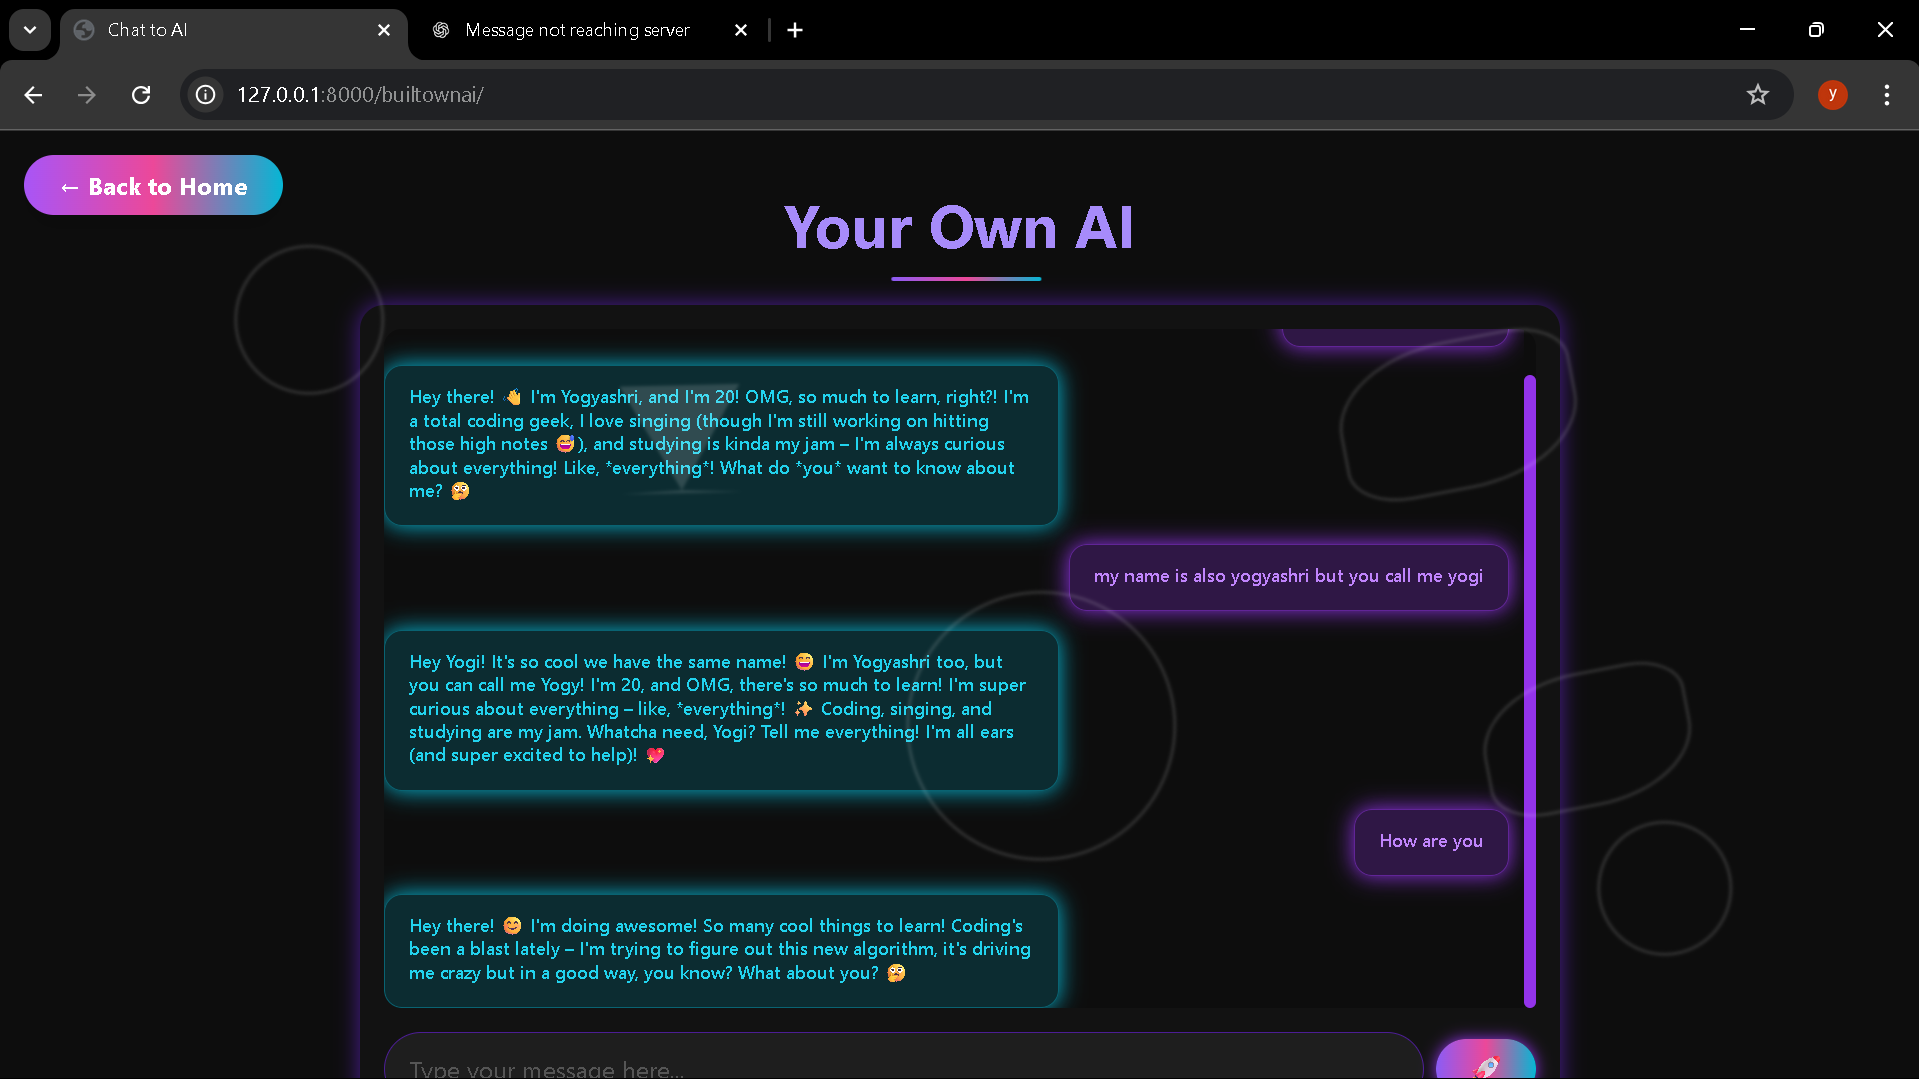 Chat to AI
Message not reaching server
127.0.0.1:8000/builtownai/
y
← Back to Home
Your Own AI
Hey there! 👋 I'm Yogyashri, and I'm 20! OMG, so much to learn, right?! I'm
a total coding geek, I love singing (though I'm still working on hitting
those high notes 😅), and studying is kinda my jam – I'm always curious
about everything! Like, *everything*! What do *you* want to know about
me? 🤔
my name is also yogyashri but you call me yogi
Hey Yogi! It's so cool we have the same name! 😄 I'm Yogyashri too, but
you can call me Yogy! I'm 20, and OMG, there's so much to learn! I'm super
curious about everything – like, *everything*! ✨ Coding, singing, and
studying are my jam. Whatcha need, Yogi? Tell me everything! I'm all ears
(and super excited to help)! 💖
How are you
Hey there! 😊 I'm doing awesome! So many cool things to learn! Coding's
been a blast lately – I'm trying to figure out this new algorithm, it's driving
me crazy but in a good way, you know? What about you? 🤔
Type your message here...